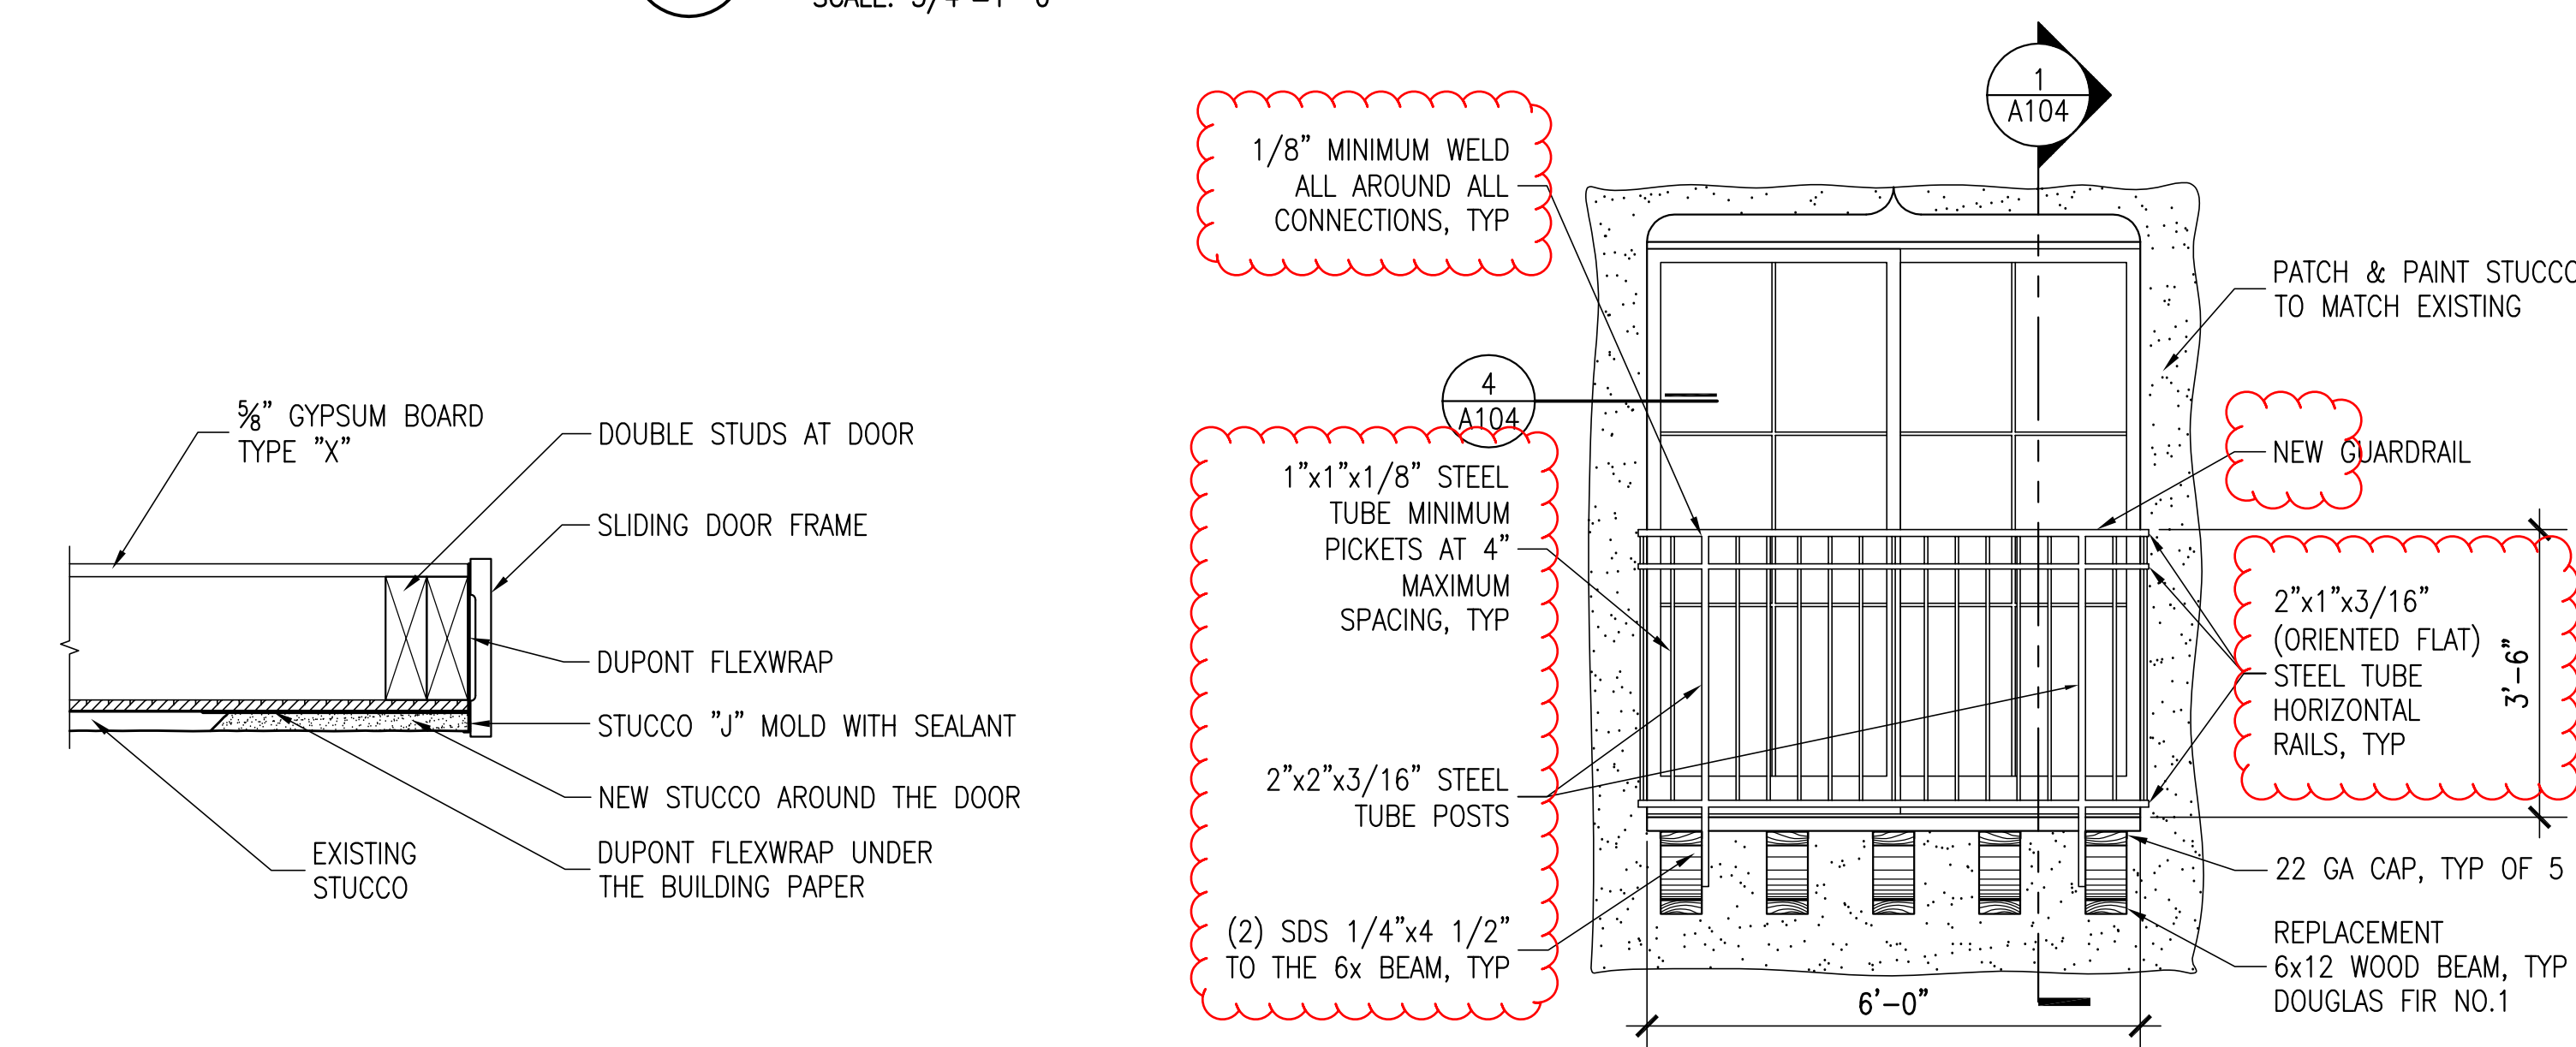 5/8" GYPSUM BOARD
TYPE "X"
DOUBLE STUDS AT DOOR
SLIDING DOOR FRAME
DUPONT FLEXWRAP
STUCCO "J" MOLD WITH SEALANT
NEW STUCCO AROUND THE DOOR
DUPONT FLEXWRAP UNDER
THE BUILDING PAPER
EXISTING
STUCCO
1/8" MINIMUM WELD
ALL AROUND ALL
CONNECTIONS, TYP
4
A104
1"x1"x1/8" STEEL
TUBE MINIMUM
PICKETS AT 4"
MAXIMUM
SPACING, TYP
2"x2"x3/16" STEEL
TUBE POSTS
(2) SDS 1/4"x4 1/2"
TO THE 6x BEAM, TYP
1
A104
PATCH & PAINT STUCCO
TO MATCH EXISTING
NEW GUARDRAIL
2"x1"x3/16"
(ORIENTED FLAT)
STEEL TUBE
HORIZONTAL
RAILS, TYP
3'-6"
22 GA CAP, TYP OF 5
REPLACEMENT
6x12 WOOD BEAM, TYP
DOUGLAS FIR NO.1
6'-0"